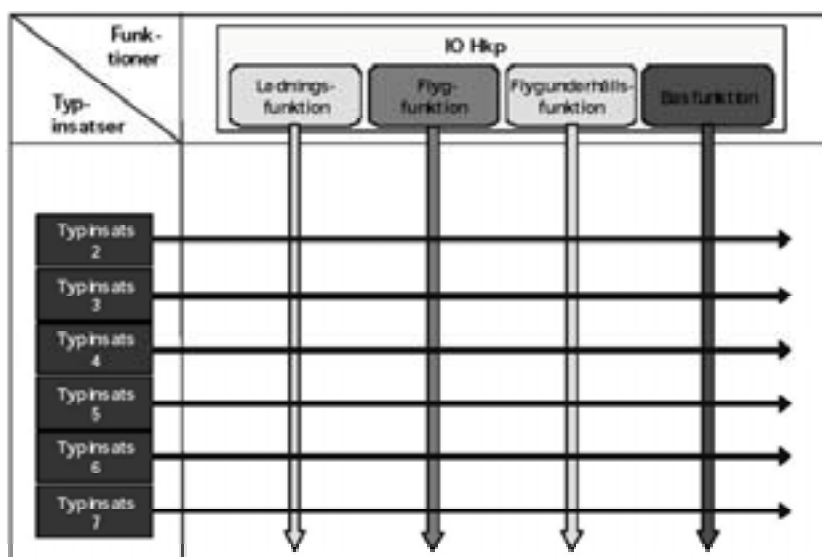 Funk-
tioner
Typ-
insatser
IO Hkp
Lednings-
funktion
Flyg-
funktion
Flygunderhålls-
funktion
Basfunktion
Typinsats
2
Typinsats
3
Typinsats
4
Typinsats
5
Typinsats
6
Typinsats
7